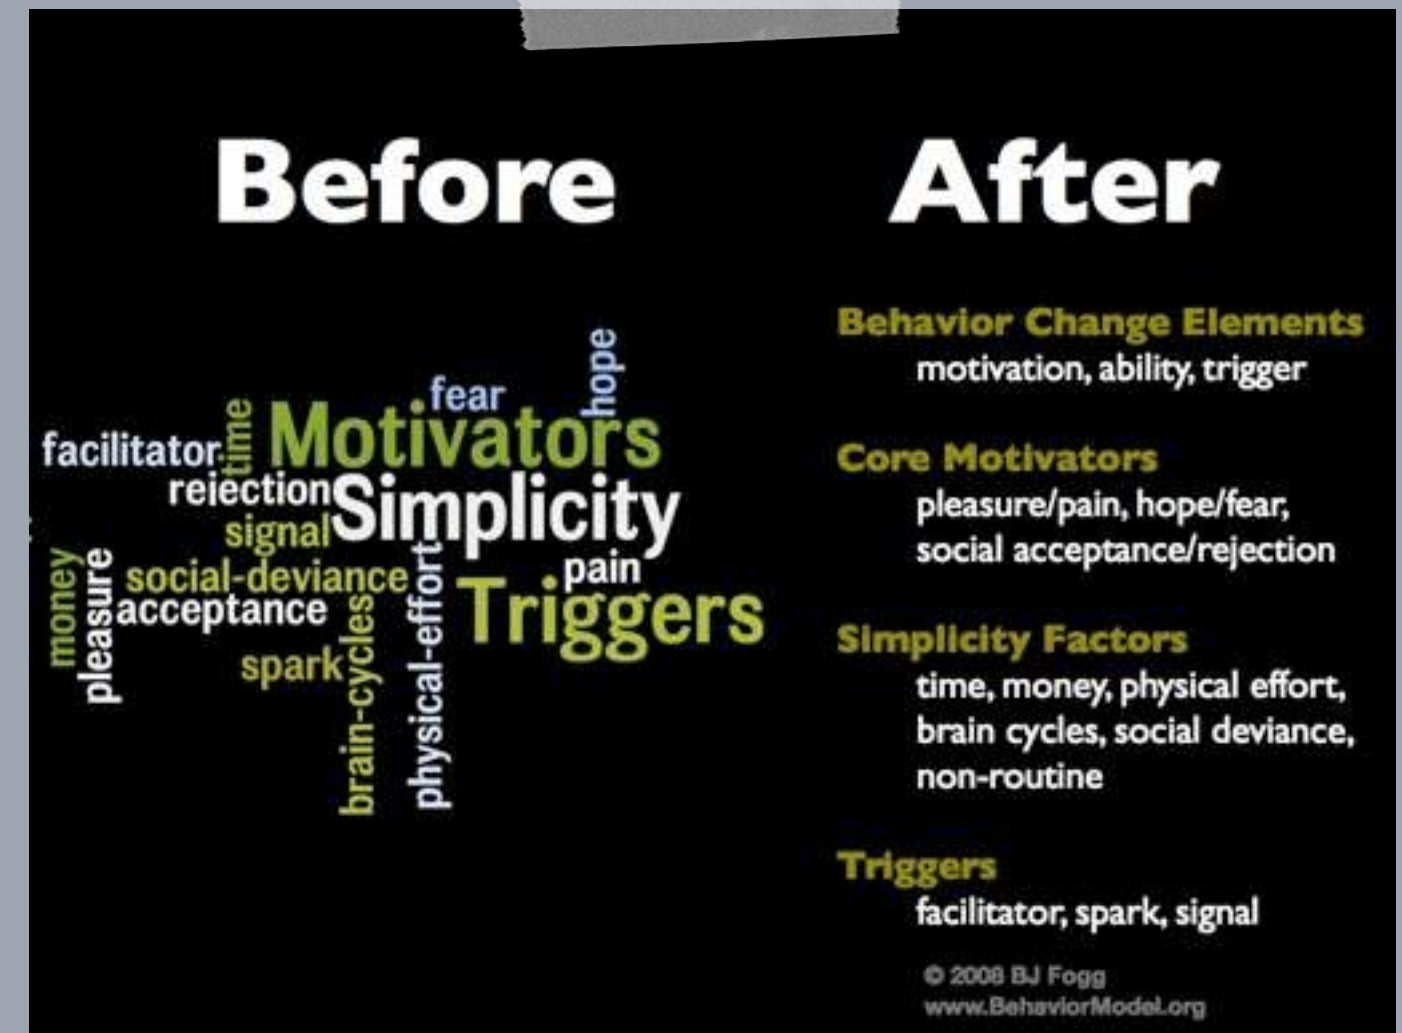 Before
After
hope
fear
time
Motivators
facilitator
rejection
Simplicity
signal
money
pleasure
social-deviance
physical-effort
pain
acceptance
brain-cycles
Triggers
spark
Behavior Change Elements
motivation, ability, trigger
Core Motivators
pleasure/pain, hope/fear,
social acceptance/rejection
Simplicity Factors
time, money, physical effort,
brain cycles, social deviance,
non-routine
Triggers
facilitator, spark, signal
© 2008 BJ Fogg
www.BehaviorModel.org